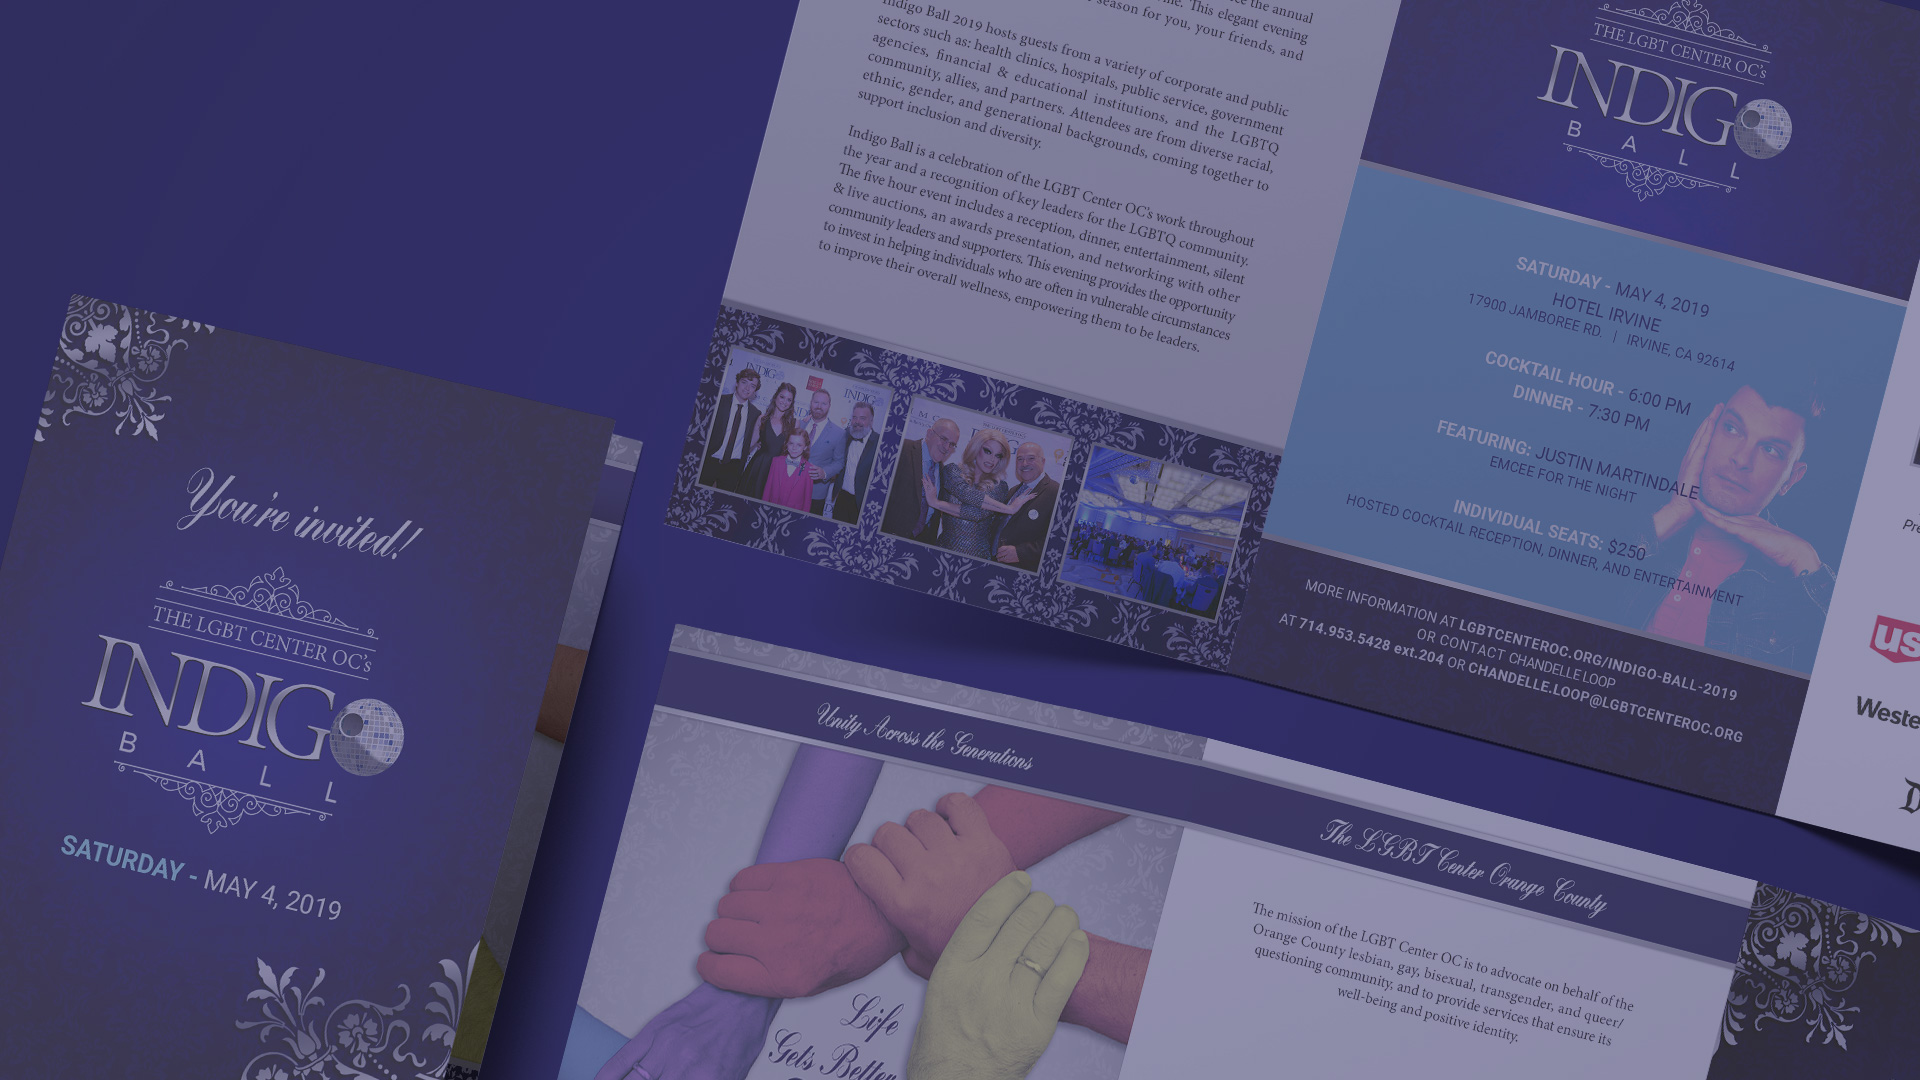 the annual
This elegant evening
season for you, your friends, and
Indigo Ball 2019 hosts guests from a variety of corporate and public
sectors such as: health clinics, hospitals, public service, government
agencies, financial & educational institutions, and the LGBTQ
community, allies, and partners. Attendees are from diverse racial,
ethnic, gender, and generational backgrounds, coming together to
support inclusion and diversity.
Indigo Ball is a celebration of the LGBT Center OC's work throughout
the year and a recognition of key leaders for the LGBTQ community.
The five hour event includes a reception, dinner, entertainment, silent
& live auctions, an awards presentation, and networking with other
community leaders and supporters. This evening provides the opportunity
to invest in helping individuals who are often in vulnerable circumstances
to improve their overall wellness, empowering them to be leaders.
THE LGBT CENTER OC's
INDIGO
BALL
SATURDAY - MAY 4, 2019
HOTEL IRVINE
17900 JAMBOREE RD. | IRVINE, CA 92614
COCKTAIL HOUR - 6:00 PM
DINNER - 7:30 PM
FEATURING: JUSTIN MARTINDALE
EMCEE FOR THE NIGHT
INDIVIDUAL SEATS: $250
HOSTED COCKTAIL RECEPTION, DINNER, AND ENTERTAINMENT
MORE INFORMATION AT LGBTCENTEROC.ORG/INDIGO-BALL-2019
OR CONTACT CHANDELLE LOOP
AT 714.953.5428 ext.204 OR CHANDELLE.LOOP@LGBTCENTEROC.ORG
You're invited!
THE LGBT CENTER OC's
INDIGO
BALL
SATURDAY - MAY 4, 2019
Unity Across the Generations
Life
Gets Better
The LGBT Center Orange County
The mission of the LGBT Center OC is to advocate on behalf of the
Orange County lesbian, gay, bisexual, transgender, and queer/
questioning community, and to provide services that ensure its
well-being and positive identity.
us
Weste